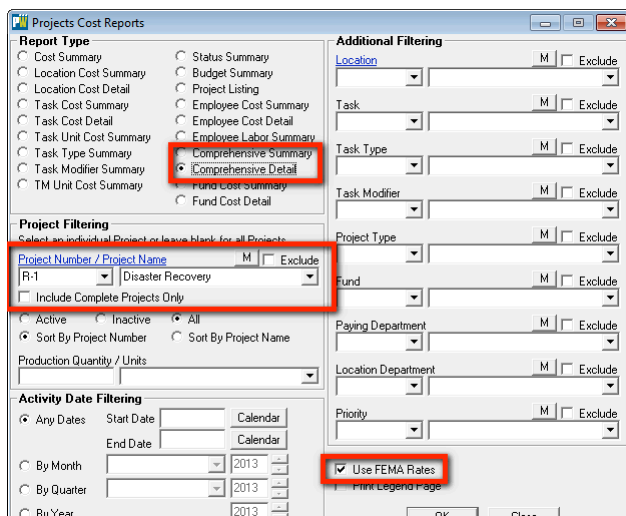 PW Projects Cost Reports
Report Type
Cost Summary
Location Cost Summary
Location Cost Detail
Task Cost Summary
Task Cost Detail
Task Unit Cost Summary
Task Type Summary
Task Modifier Summary
TM Unit Cost Summary
Status Summary
Budget Summary
Project Listing
Employee Cost Summary
Employee Cost Detail
Employee Labor Summary
Comprehensive Summary
Comprehensive Detail
Fund Cost Summary
Fund Cost Detail
Project Filtering
Select an individual Project or leave blank for all Projects
Project Number / Project Name M Exclude
R-1 Disaster Recovery
Include Complete Projects Only
Active Inactive All
Sort By Project Number Sort By Project Name
Production Quantity / Units
Activity Date Filtering
Any Dates Start Date Calendar
End Date Calendar
By Month 2013
By Quarter 2013
By Year 2013
Additional Filtering
Location M Exclude
Task M Exclude
Task Type M Exclude
Task Modifier M Exclude
Project Type M Exclude
Fund M Exclude
Paying Department M Exclude
Location Department M Exclude
Priority M Exclude
Use FEMA Rates
Print Legend Page
OK Close